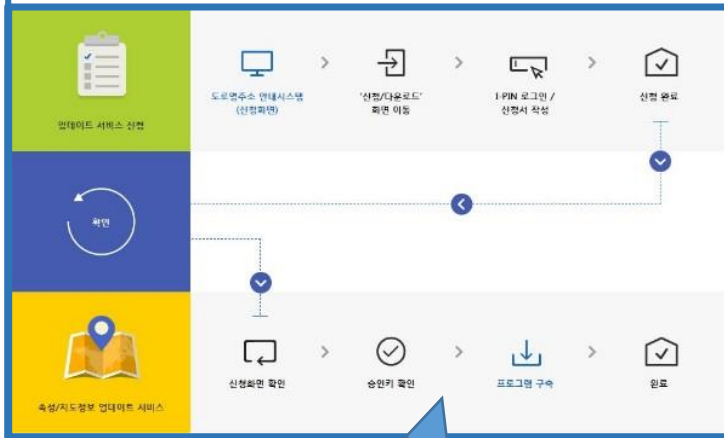 업데이트 서비스 신청
도로명주소 안내시스템
(신청화면)
'신청/다운로드'
화면 이동
I-PIN 로그인 /
신청서 작성
신청 완료
확인
속성/지도정보 업데이트 서비스
신청화면 확인
승인키 확인
프로그램 구축
완료